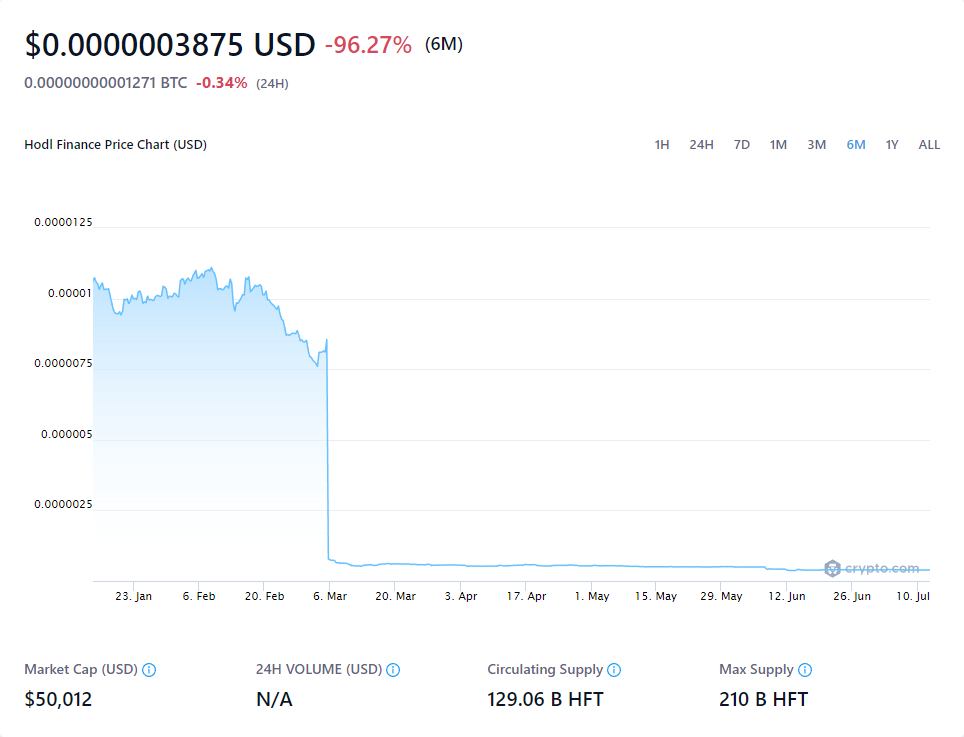 $0.0000003875 USD -96.27% (6M)
0.00000000001271 BTC -0.34% (24H)
Hodl Finance Price Chart (USD)
1H 24H 7D 1M 3M 6M 1Y ALL
0.0000125
0.00001
0.0000075
0.000005
0.0000025
crypto.com
23. Jan 6. Feb 20. Feb 6. Mar 20. Mar 3. Apr 17. Apr 1. May 15. May 29. May 12. Jun 26. Jun 10. Jul
Market Cap (USD) 24H VOLUME (USD) Circulating Supply Max Supply
$50,012 N/A 129.06 B HFT 210 B HFT